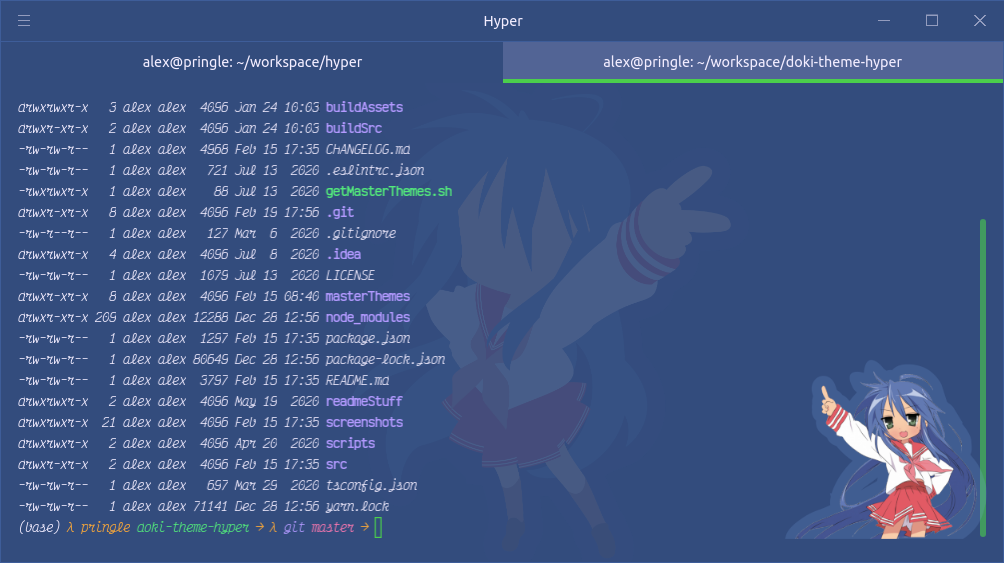 Hyper
alex@pringle: ~/workspace/hyper
alex@pringle: ~/workspace/doki-theme-hyper
drwxrwxr-x 3 alex alex 4096 Jan 24 10:03 buildAssets
drwxr-xr-x 2 alex alex 4096 Jan 24 10:03 buildSrc
-rw-rw-r-- 1 alex alex 4968 Feb 15 17:35 CHANGELOG.md
-rw-rw-r-- 1 alex alex 721 Jul 13 2020 .eslintrc.json
-rwxrwxr-x 1 alex alex 88 Jul 13 2020 getMasterThemes.sh
drwxrwxr-x 8 alex alex 4096 Feb 19 17:56 .git
-rw-r--r-- 1 alex alex 127 Mar 6 2020 .gitignore
drwxrwxr-x 4 alex alex 4096 Jul 8 2020 .idea
-rw-rw-r-- 1 alex alex 1079 Jul 13 2020 LICENSE
drwxrwxr-x 8 alex alex 4096 Feb 15 08:40 masterThemes
drwxrwxr-x 209 alex alex 12288 Dec 28 12:56 node_modules
-rw-rw-r-- 1 alex alex 1297 Feb 15 17:35 package.json
-rw-rw-r-- 1 alex alex 80649 Dec 28 12:56 package-lock.json
-rw-rw-r-- 1 alex alex 3797 Feb 15 17:35 README.md
drwxrwxr-x 2 alex alex 4096 May 19 2020 readmeStuff
drwxrwxr-x 21 alex alex 4096 Feb 15 17:35 screenshots
drwxrwxr-x 2 alex alex 4096 Apr 20 2020 scripts
drwxr-xr-x 2 alex alex 4096 Feb 15 17:35 src
-rw-rw-r-- 1 alex alex 697 Mar 29 2020 tsconfig.json
-rw-rw-r-- 1 alex alex 71141 Dec 28 12:56 yarn.lock
(base) λ pringle doki-theme-hyper → λ git master →